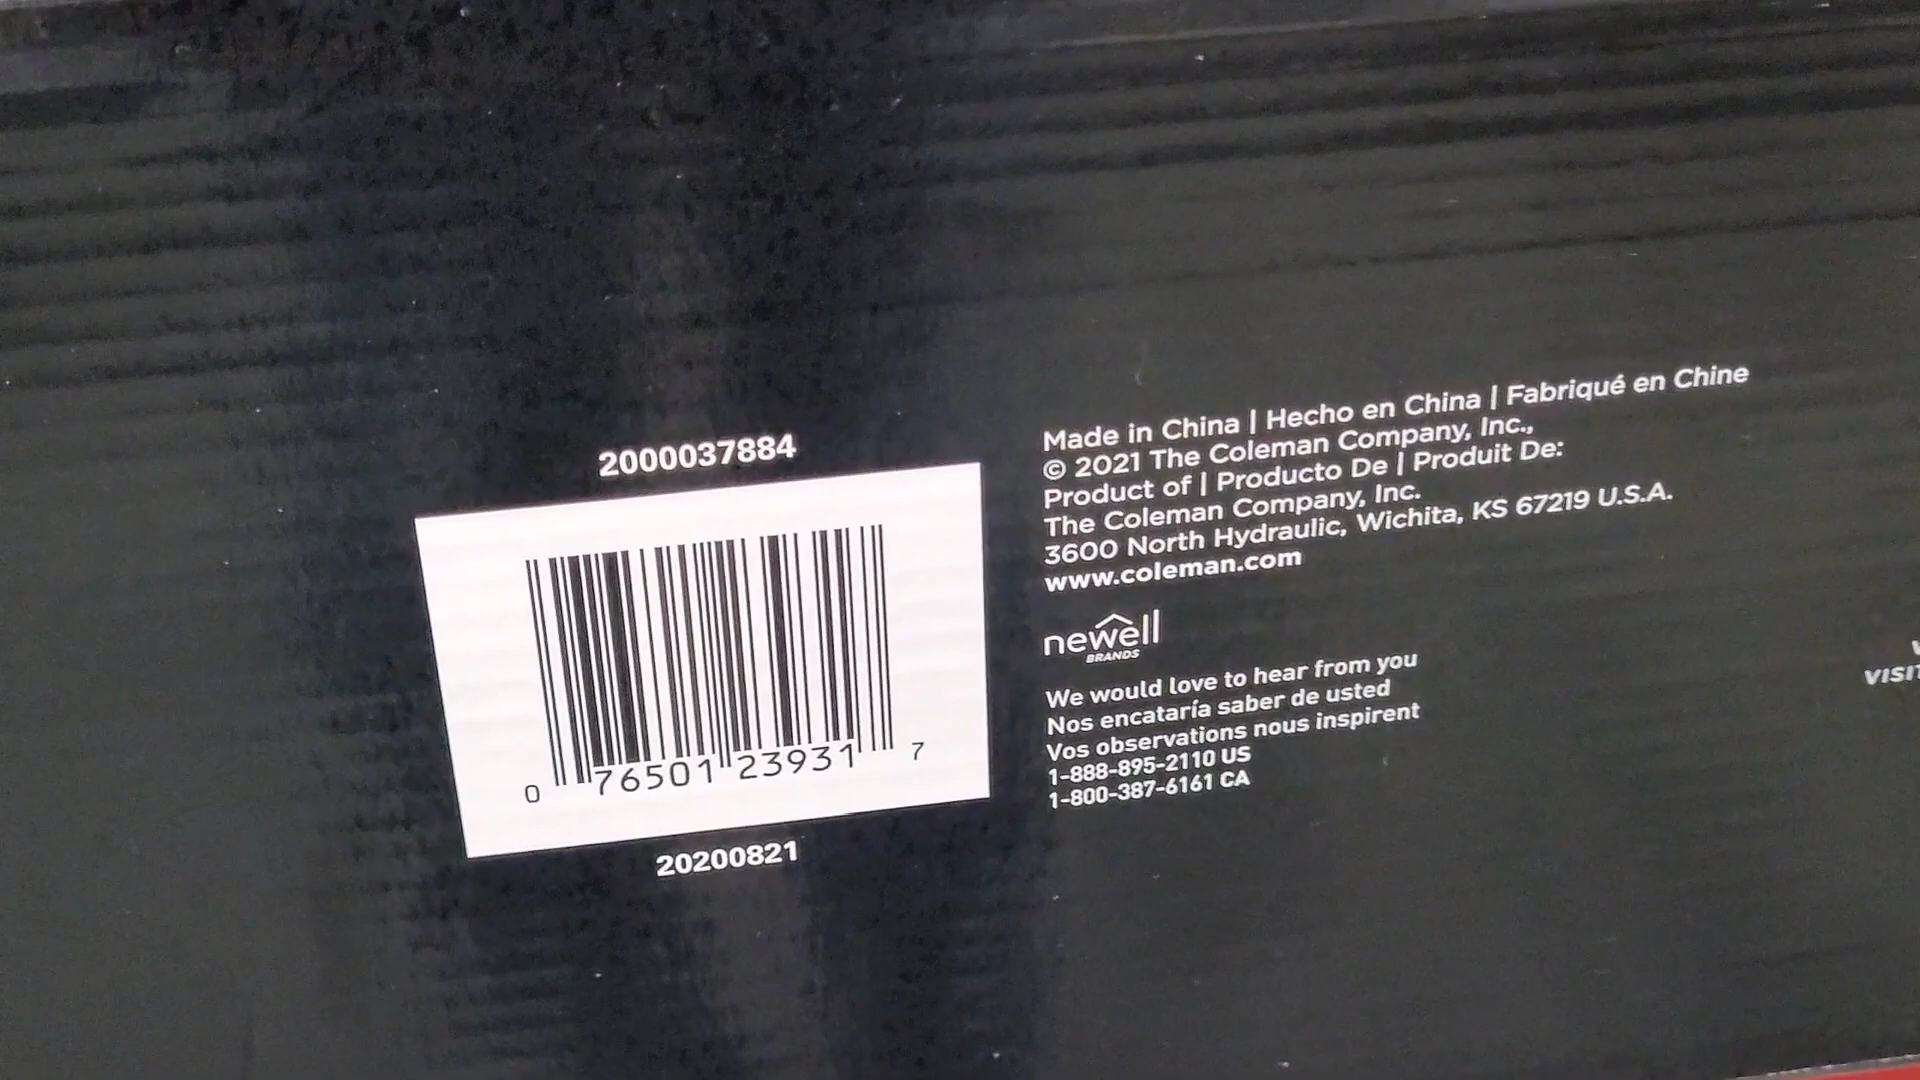 2000037884
0 76501 23931 7
20200821
Made in China | Hecho en China | Fabriqué en Chine
© 2021 The Coleman Company, Inc.,
Product of | Producto De | Produit De:
The Coleman Company, Inc.
3600 North Hydraulic, Wichita, KS 67219 U.S.A.
www.coleman.com
newell
BRANDS
We would love to hear from you
Nos encataría saber de usted
Vos observations nous inspirent
1-888-895-2110 US
1-800-387-6161 CA